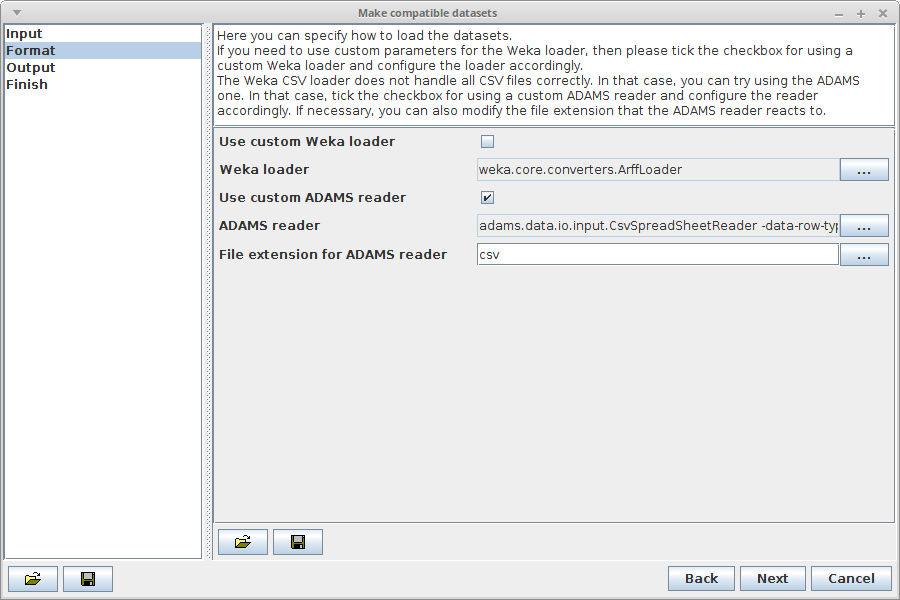 Make compatible datasets
Input
Format
Output
Finish
Here you can specify how to load the datasets.
If you need to use custom parameters for the Weka loader, then please tick the checkbox for using a
custom Weka loader and configure the loader accordingly.
The Weka CSV loader does not handle all CSV files correctly. In that case, you can try using the ADAMS
one. In that case, tick the checkbox for using a custom ADAMS reader and configure the reader
accordingly. If necessary, you can also modify the file extension that the ADAMS reader reacts to.
Use custom Weka loader
Weka loader weka.core.converters.ArffLoader ...
Use custom ADAMS reader
ADAMS reader adams.data.io.input.CsvSpreadSheetReader -data-row-typ ...
File extension for ADAMS reader csv ...
Back Next Cancel